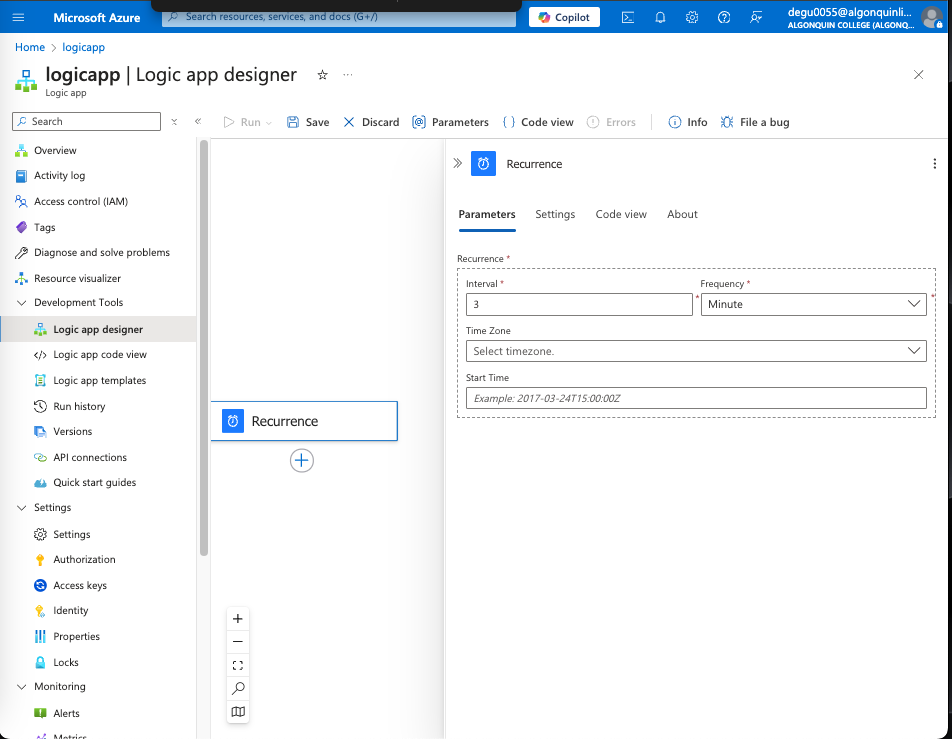 Microsoft Azure
Search resources, services, and docs (G+/)
Copilot
degu0055@algonquinli...
ALGONQUIN COLLEGE (ALGONQ...
Home > logicapp
logicapp | Logic app designer
Logic app
Search
Run
Save
Discard
Parameters
Code view
Errors
Info
File a bug
Overview
Activity log
Access control (IAM)
Tags
Diagnose and solve problems
Resource visualizer
Development Tools
Logic app designer
Logic app code view
Logic app templates
Run history
Versions
API connections
Quick start guides
Settings
Settings
Authorization
Access keys
Identity
Properties
Locks
Monitoring
Alerts
Metrics
Recurrence
Recurrence
Parameters
Settings
Code view
About
Recurrence *
Interval *
Frequency *
3
*
Minute
*
Time Zone
Select timezone.
Start Time
Example: 2017-03-24T15:00:00Z